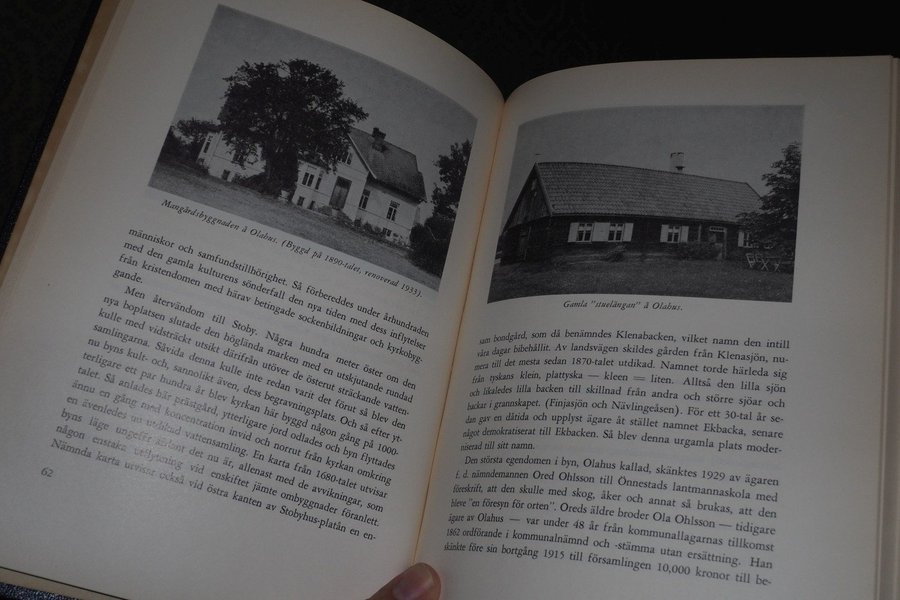 Mangårdsbyggnaden å Olahus. (Byggd på 1890-talet, renoverad 1933).
människor och samfundstillhörighet. Så förbereddes under århundraden
med den gamla kulturens sönderfall den nya tiden med dess inflytelser
från kristendomen med härav betingade sockenbildningar och kyrkobyg-
gande.
Men återvändom till Stoby. Några hundra meter öster om den
nya boplatsen slutade den höglända marken med en utskjutande rundad
kulle med vidsträckt utsikt därifrån utöver de österut sträckande vatten-
samlingarna. Såvida denna kulle inte redan varit det förut så blev den
nu byns kult- och, sannolikt även, dess begravningsplats. Och så efter yt-
terligare ett par hundra år blev kyrkan här byggd någon gång på 1000-
talet. Så anlades här prästgård, ytterligare jord odlades och byn flyttades
ännu en gång med koncentration invid och norrut från kyrkan omkring
en ävenledes nu utdikad vattensamling. En karta från 1680-talet utvisar
byns läge ungefär sådant det nu är, allenast med de avvikningar, som
någon enstaka utflyttning vid enskiftet jämte ombyggnader föranlett.
Nämnda karta utvisar också vid östra kanten av Stobyhus-platån en en-
62
Gamla "stuelängan" å Olahus.
sam bondgård, som då benämndes Klenabacken, vilket namn den intill
våra dagar bibehållit. Av landsvägen skildes gården från Klenasjön, nu-
mera till det mesta sedan 1870-talet utdikad. Namnet torde härleda sig
från tyskans klein, plattyska — kleen = liten. Alltså den lilla sjön
och likaledes lilla backen till skillnad från andra och större sjöar och
backar i grannskapet. (Finjasjön och Nävlingeåsen). För ett 30-tal år se-
dan gav en dåtida och upplyst ägare åt stället namnet Ekbacka, senare
något demokratiserat till Ekbacken. Så blev denna urgamla plats moder-
niserad till sitt namn.
Den största egendomen i byn, Olahus kallad, skänktes 1929 av ägaren
f. d. nämndemannen Ored Ohlsson till Önnestads lantmannaskola med
föreskrift, att den skulle med skog, åker och annat så brukas, att den
bleve "en föresyn för orten". Oreds äldre broder Ola Ohlsson — tidigare
ägare av Olahus — var under 48 år från kommunallagarnas tillkomst
1862 ordförande i kommunalnämnd och -stämma utan ersättning. Han
skänkte före sin bortgång 1915 till församlingen 10,000 kronor till be-